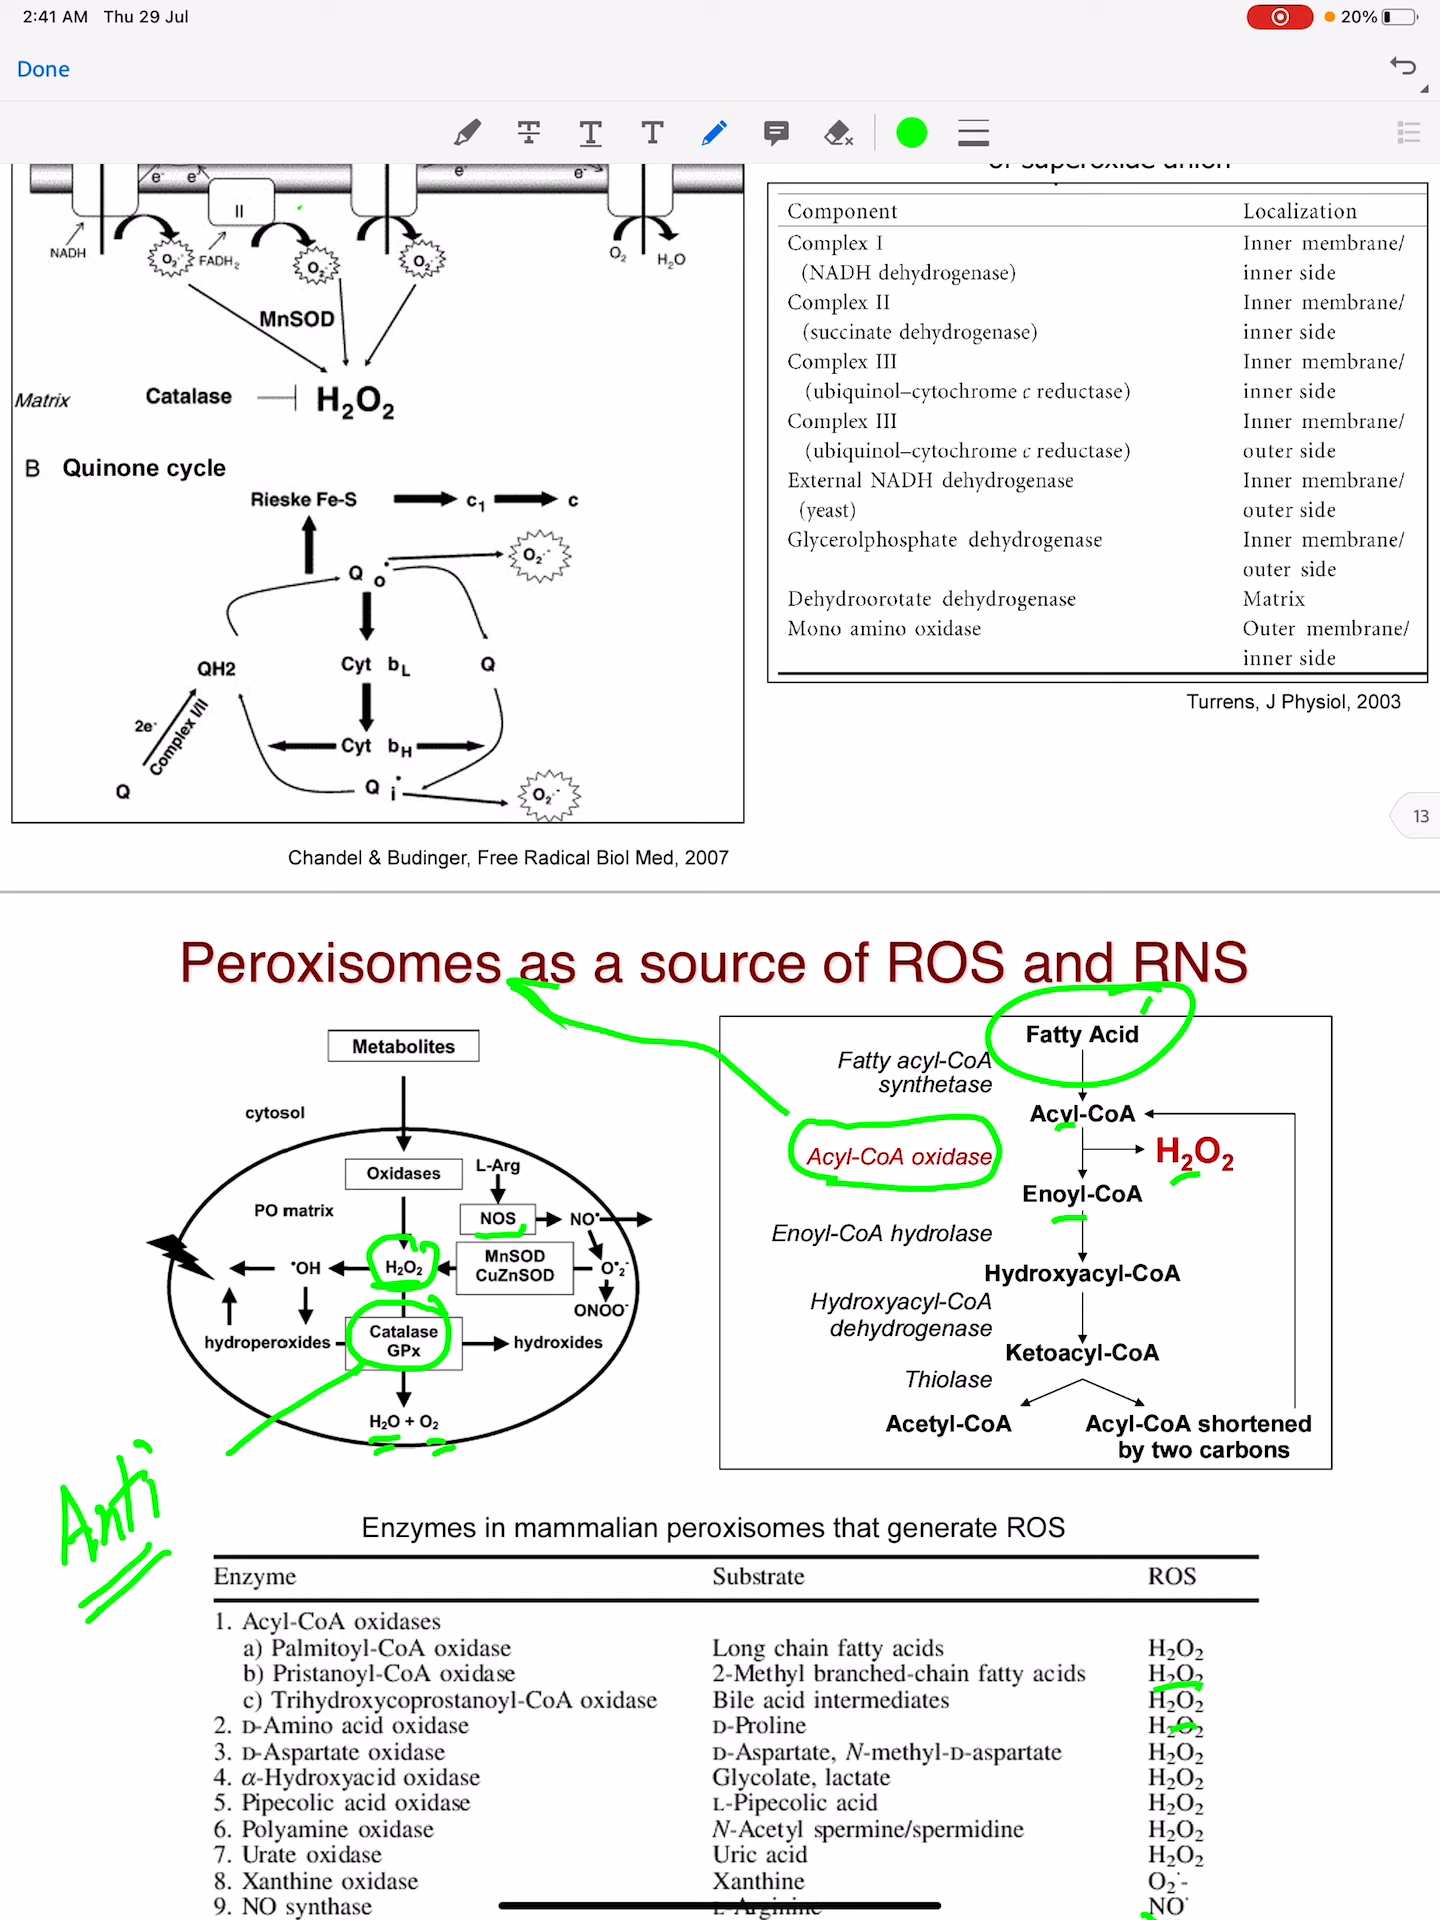 2:41 AM Thu 29 Jul
20%
Done
e-
e-
e-
e-
II
NADH
O2·-
FADH2
O2·-
O2·-
O2
H2O
MnSOD
Matrix
Catalase
H2O2
B Quinone cycle
Rieske Fe-S
c1
c
Q o•
O2·-
QH2
Cyt bL
Q
2e-
Complex I/II
Cyt bH
Q
Q i•
O2·-
Chandel & Budinger, Free Radical Biol Med, 2007
of superoxide anion
Component Localization
Complex I Inner membrane/
(NADH dehydrogenase) inner side
Complex II Inner membrane/
(succinate dehydrogenase) inner side
Complex III Inner membrane/
(ubiquinol–cytochrome c reductase) inner side
Complex III Inner membrane/
(ubiquinol–cytochrome c reductase) outer side
External NADH dehydrogenase Inner membrane/
(yeast) outer side
Glycerolphosphate dehydrogenase Inner membrane/
outer side
Dehydroorotate dehydrogenase Matrix
Mono amino oxidase Outer membrane/
inner side
Turrens, J Physiol, 2003
13
Peroxisomes as a source of ROS and RNS
Metabolites
cytosol
Oxidases
L-Arg
PO matrix
NOS
NO•
•OH
H2O2
MnSOD
CuZnSOD
O•2-
ONOO-
hydroperoxides
Catalase
GPx
hydroxides
H2O + O2
Anti
Fatty Acid
Fatty acyl-CoA
synthetase
Acyl-CoA
Acyl-CoA oxidase
H2O2
Enoyl-CoA
Enoyl-CoA hydrolase
Hydroxyacyl-CoA
Hydroxyacyl-CoA
dehydrogenase
Ketoacyl-CoA
Thiolase
Acetyl-CoA
Acyl-CoA shortened
by two carbons
Enzymes in mammalian peroxisomes that generate ROS
Enzyme Substrate ROS
1. Acyl-CoA oxidases
a) Palmitoyl-CoA oxidase Long chain fatty acids H2O2
b) Pristanoyl-CoA oxidase 2-Methyl branched-chain fatty acids H2O2
c) Trihydroxycoprostanoyl-CoA oxidase Bile acid intermediates H2O2
2. D-Amino acid oxidase D-Proline H2O2
3. D-Aspartate oxidase D-Aspartate, N-methyl-D-aspartate H2O2
4. α-Hydroxyacid oxidase Glycolate, lactate H2O2
5. Pipecolic acid oxidase L-Pipecolic acid H2O2
6. Polyamine oxidase N-Acetyl spermine/spermidine H2O2
7. Urate oxidase Uric acid H2O2
8. Xanthine oxidase Xanthine O2·-
9. NO synthase L-Arginine NO·